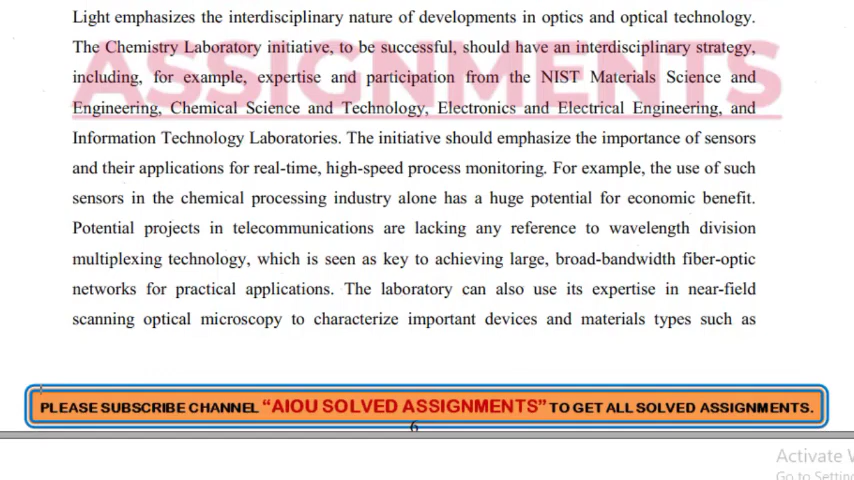 Light emphasizes the interdisciplinary nature of developments in optics and optical technology.
The Chemistry Laboratory initiative, to be successful, should have an interdisciplinary strategy,
ASSIGNMENTS
including, for example, expertise and participation from the NIST Materials Science and
Engineering, Chemical Science and Technology, Electronics and Electrical Engineering, and
Information Technology Laboratories. The initiative should emphasize the importance of sensors
and their applications for real-time, high-speed process monitoring. For example, the use of such
sensors in the chemical processing industry alone has a huge potential for economic benefit.
Potential projects in telecommunications are lacking any reference to wavelength division
multiplexing technology, which is seen as key to achieving large, broad-bandwidth fiber-optic
networks for practical applications. The laboratory can also use its expertise in near-field
scanning optical microscopy to characterize important devices and materials types such as
PLEASE SUBSCRIBE CHANNEL “AIOU SOLVED ASSIGNMENTS” TO GET ALL SOLVED ASSIGNMENTS.
6
Activate
Go to